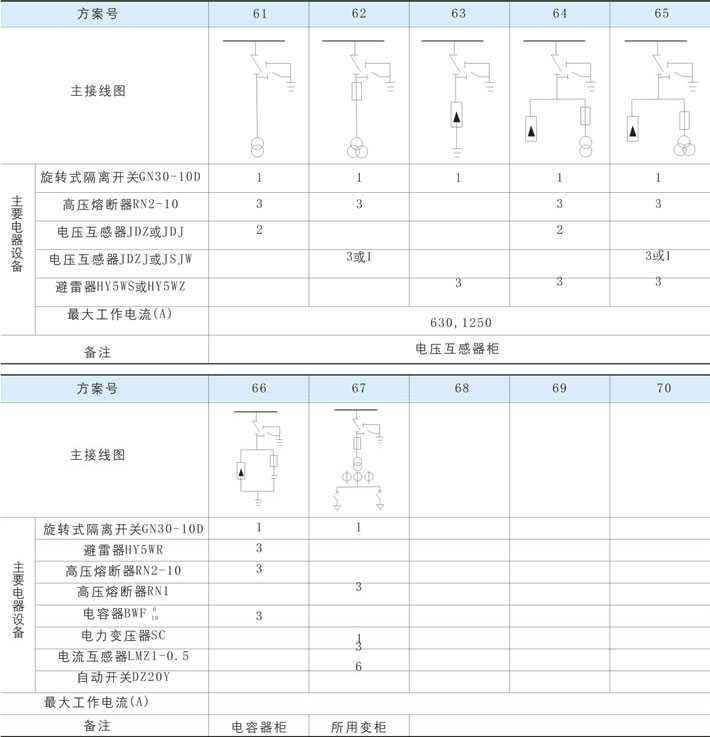 方案号 61 62 63 64 65
主接线图
主要电器设备
旋转式隔离开关GN30-10D 1 1 1 1 1
高压熔断器RN2-10 3 3 3 3
电压互感器JDZ或JDJ 2 2
电压互感器JDZJ或JSJW 3或1 3或1
避雷器HY5WS或HY5WZ 3 3 3
最大工作电流(A) 630,1250
备注 电压互感器柜
方案号 66 67 68 69 70
主接线图
主要电器设备
旋转式隔离开关GN30-10D 1 1
避雷器HY5WR 3
高压熔断器RN2-10 3
高压熔断器RN1 3
电容器BWF 6 10 3
电力变压器SC 1
电流互感器LMZ1-0.5 3
自动开关DZ20Y 6
最大工作电流(A)
备注 电容器柜 所用变柜